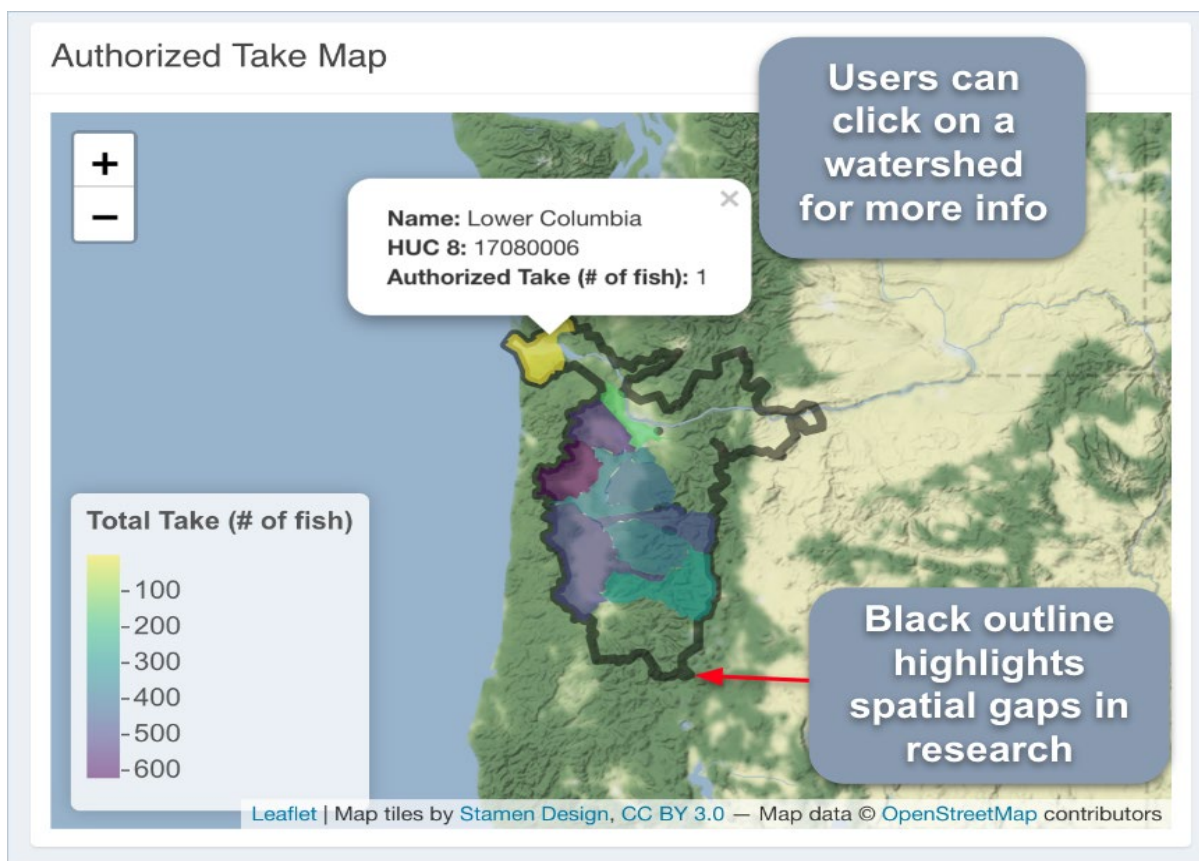 Authorized Take Map
Users can
click on a
watershed
for more info
+
−
×
Name: Lower Columbia
HUC 8: 17080006
Authorized Take (# of fish): 1
Total Take (# of fish)
100
200
300
400
500
600
Black outline
highlights
spatial gaps in
research
Leaflet | Map tiles by Stamen Design, CC BY 3.0 — Map data © OpenStreetMap contributors